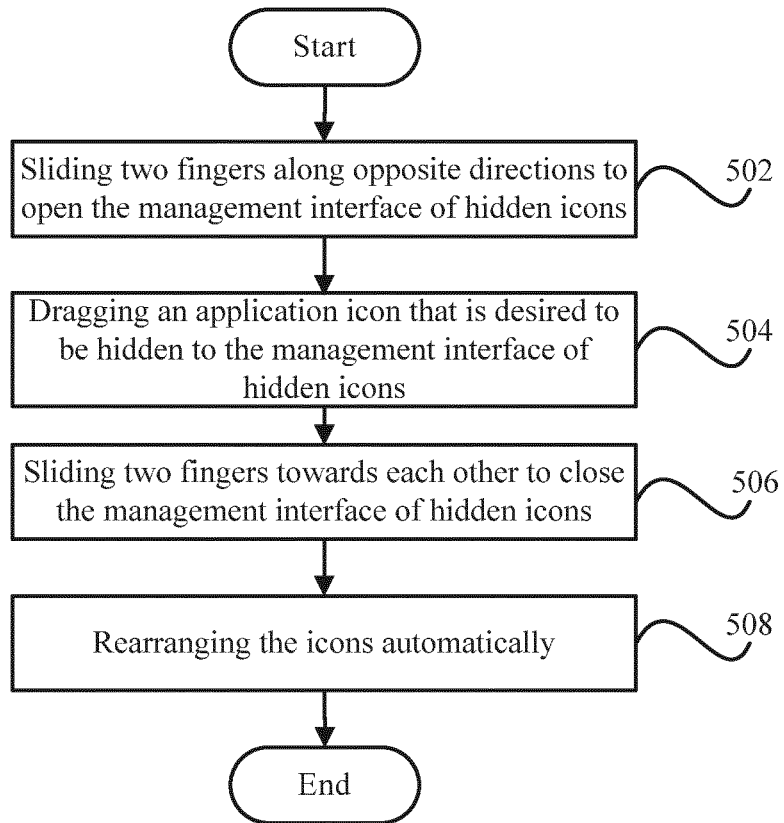 Start
Sliding two fingers along opposite directions to
open the management interface of hidden icons
502
Dragging an application icon that is desired to
be hidden to the management interface of
hidden icons
504
Sliding two fingers towards each other to close
the management interface of hidden icons
506
Rearranging the icons automatically
508
End